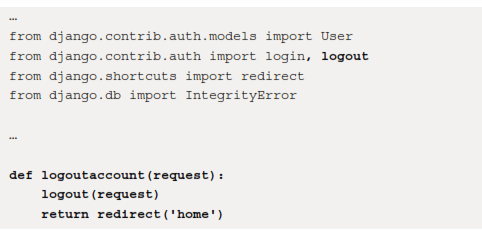 …
from django.contrib.auth.models import User
from django.contrib.auth import login, logout
from django.shortcuts import redirect
from django.db import IntegrityError
…
def logoutaccount(request):
    logout(request)
    return redirect('home')